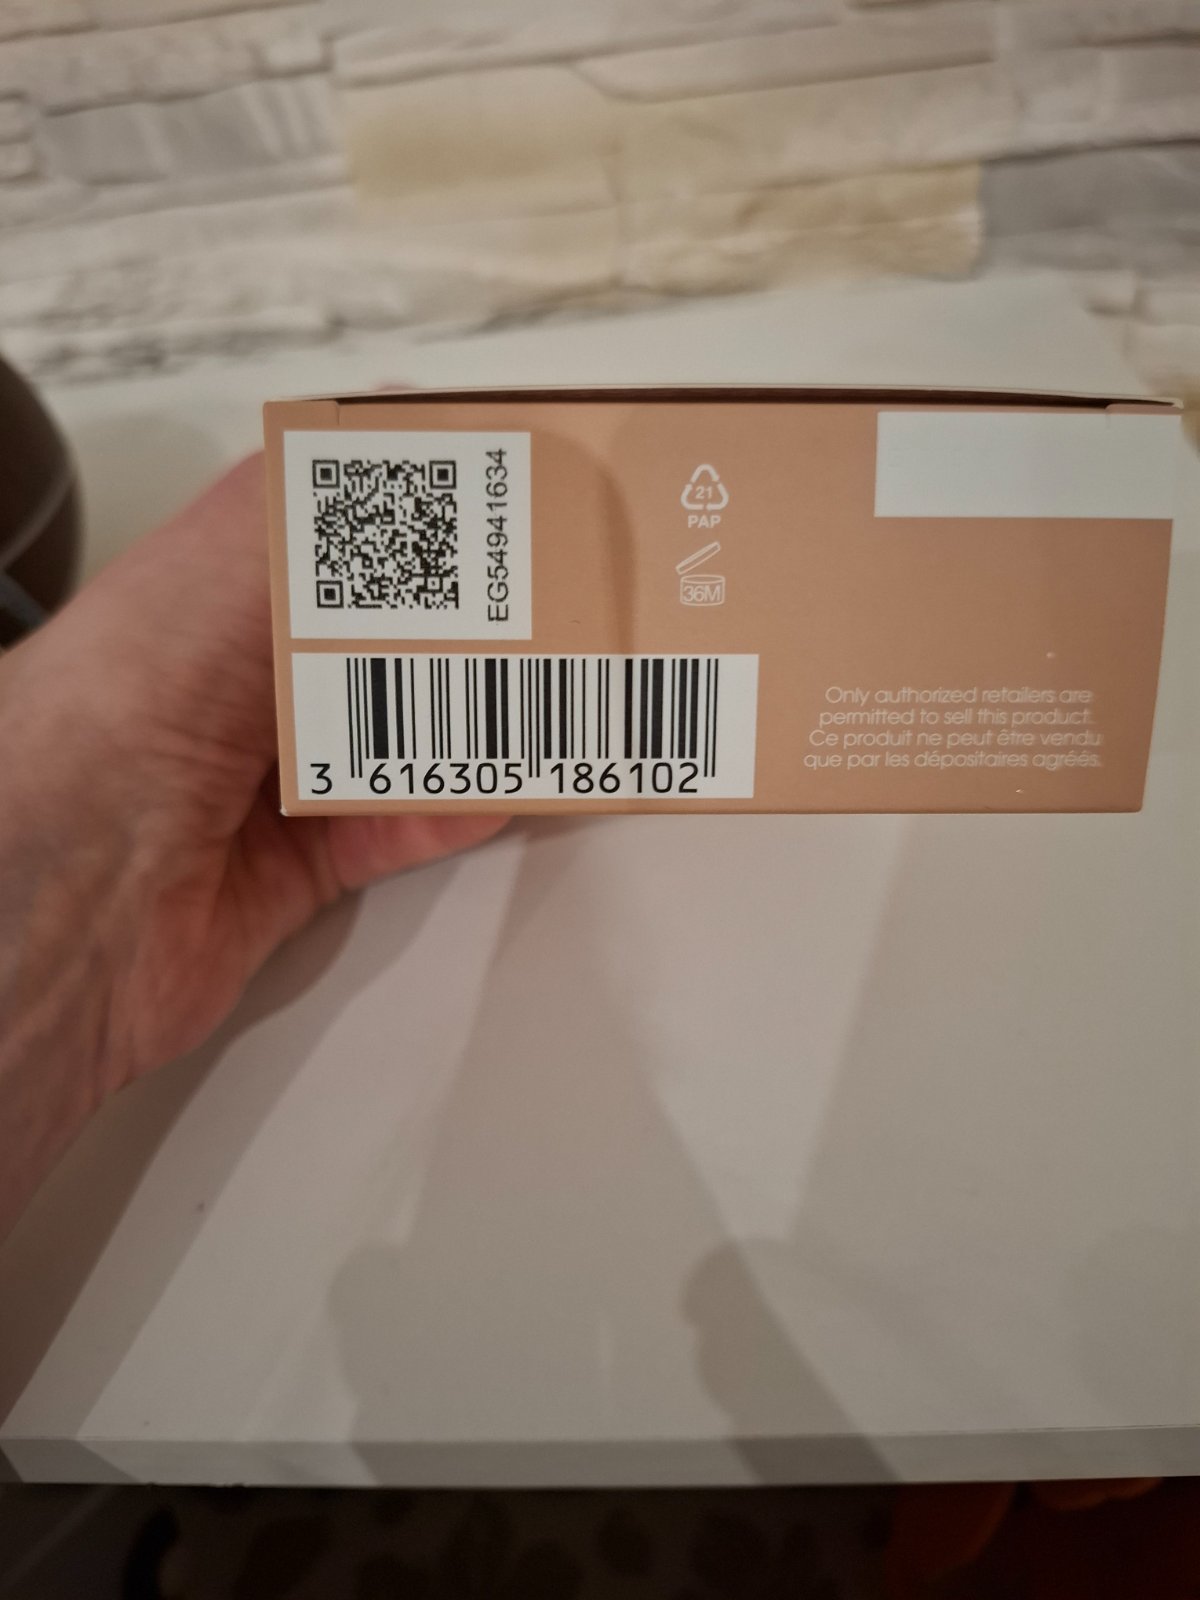 EG54941634
21
PAP
36M
3 616305 186102
Only authorized retailers are
permitted to sell this product.
Ce produit ne peut être vendu
que par les dépositaires agréés.